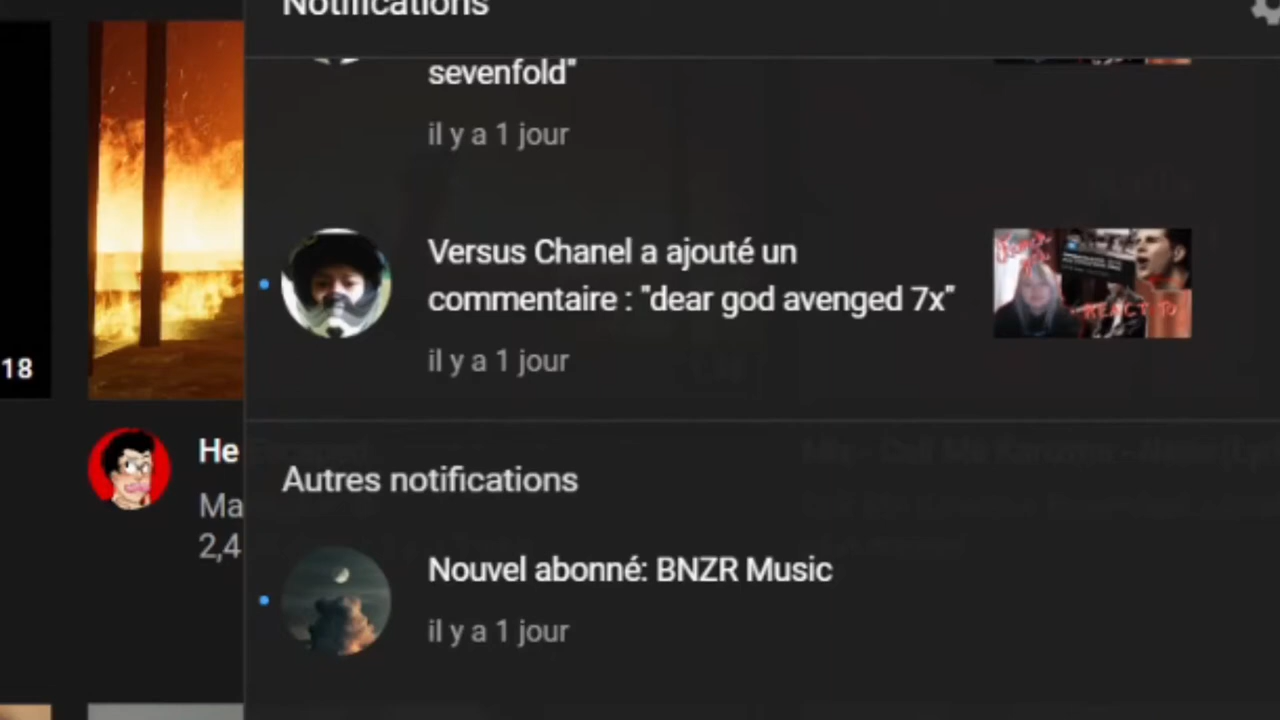 Notifications
sevenfold"
il y a 1 jour
Versus Chanel a ajouté un
commentaire : "dear god avenged 7x"
il y a 1 jour
18
He
Ma
2,4
Autres notifications
Nouvel abonné: BNZR Music
il y a 1 jour